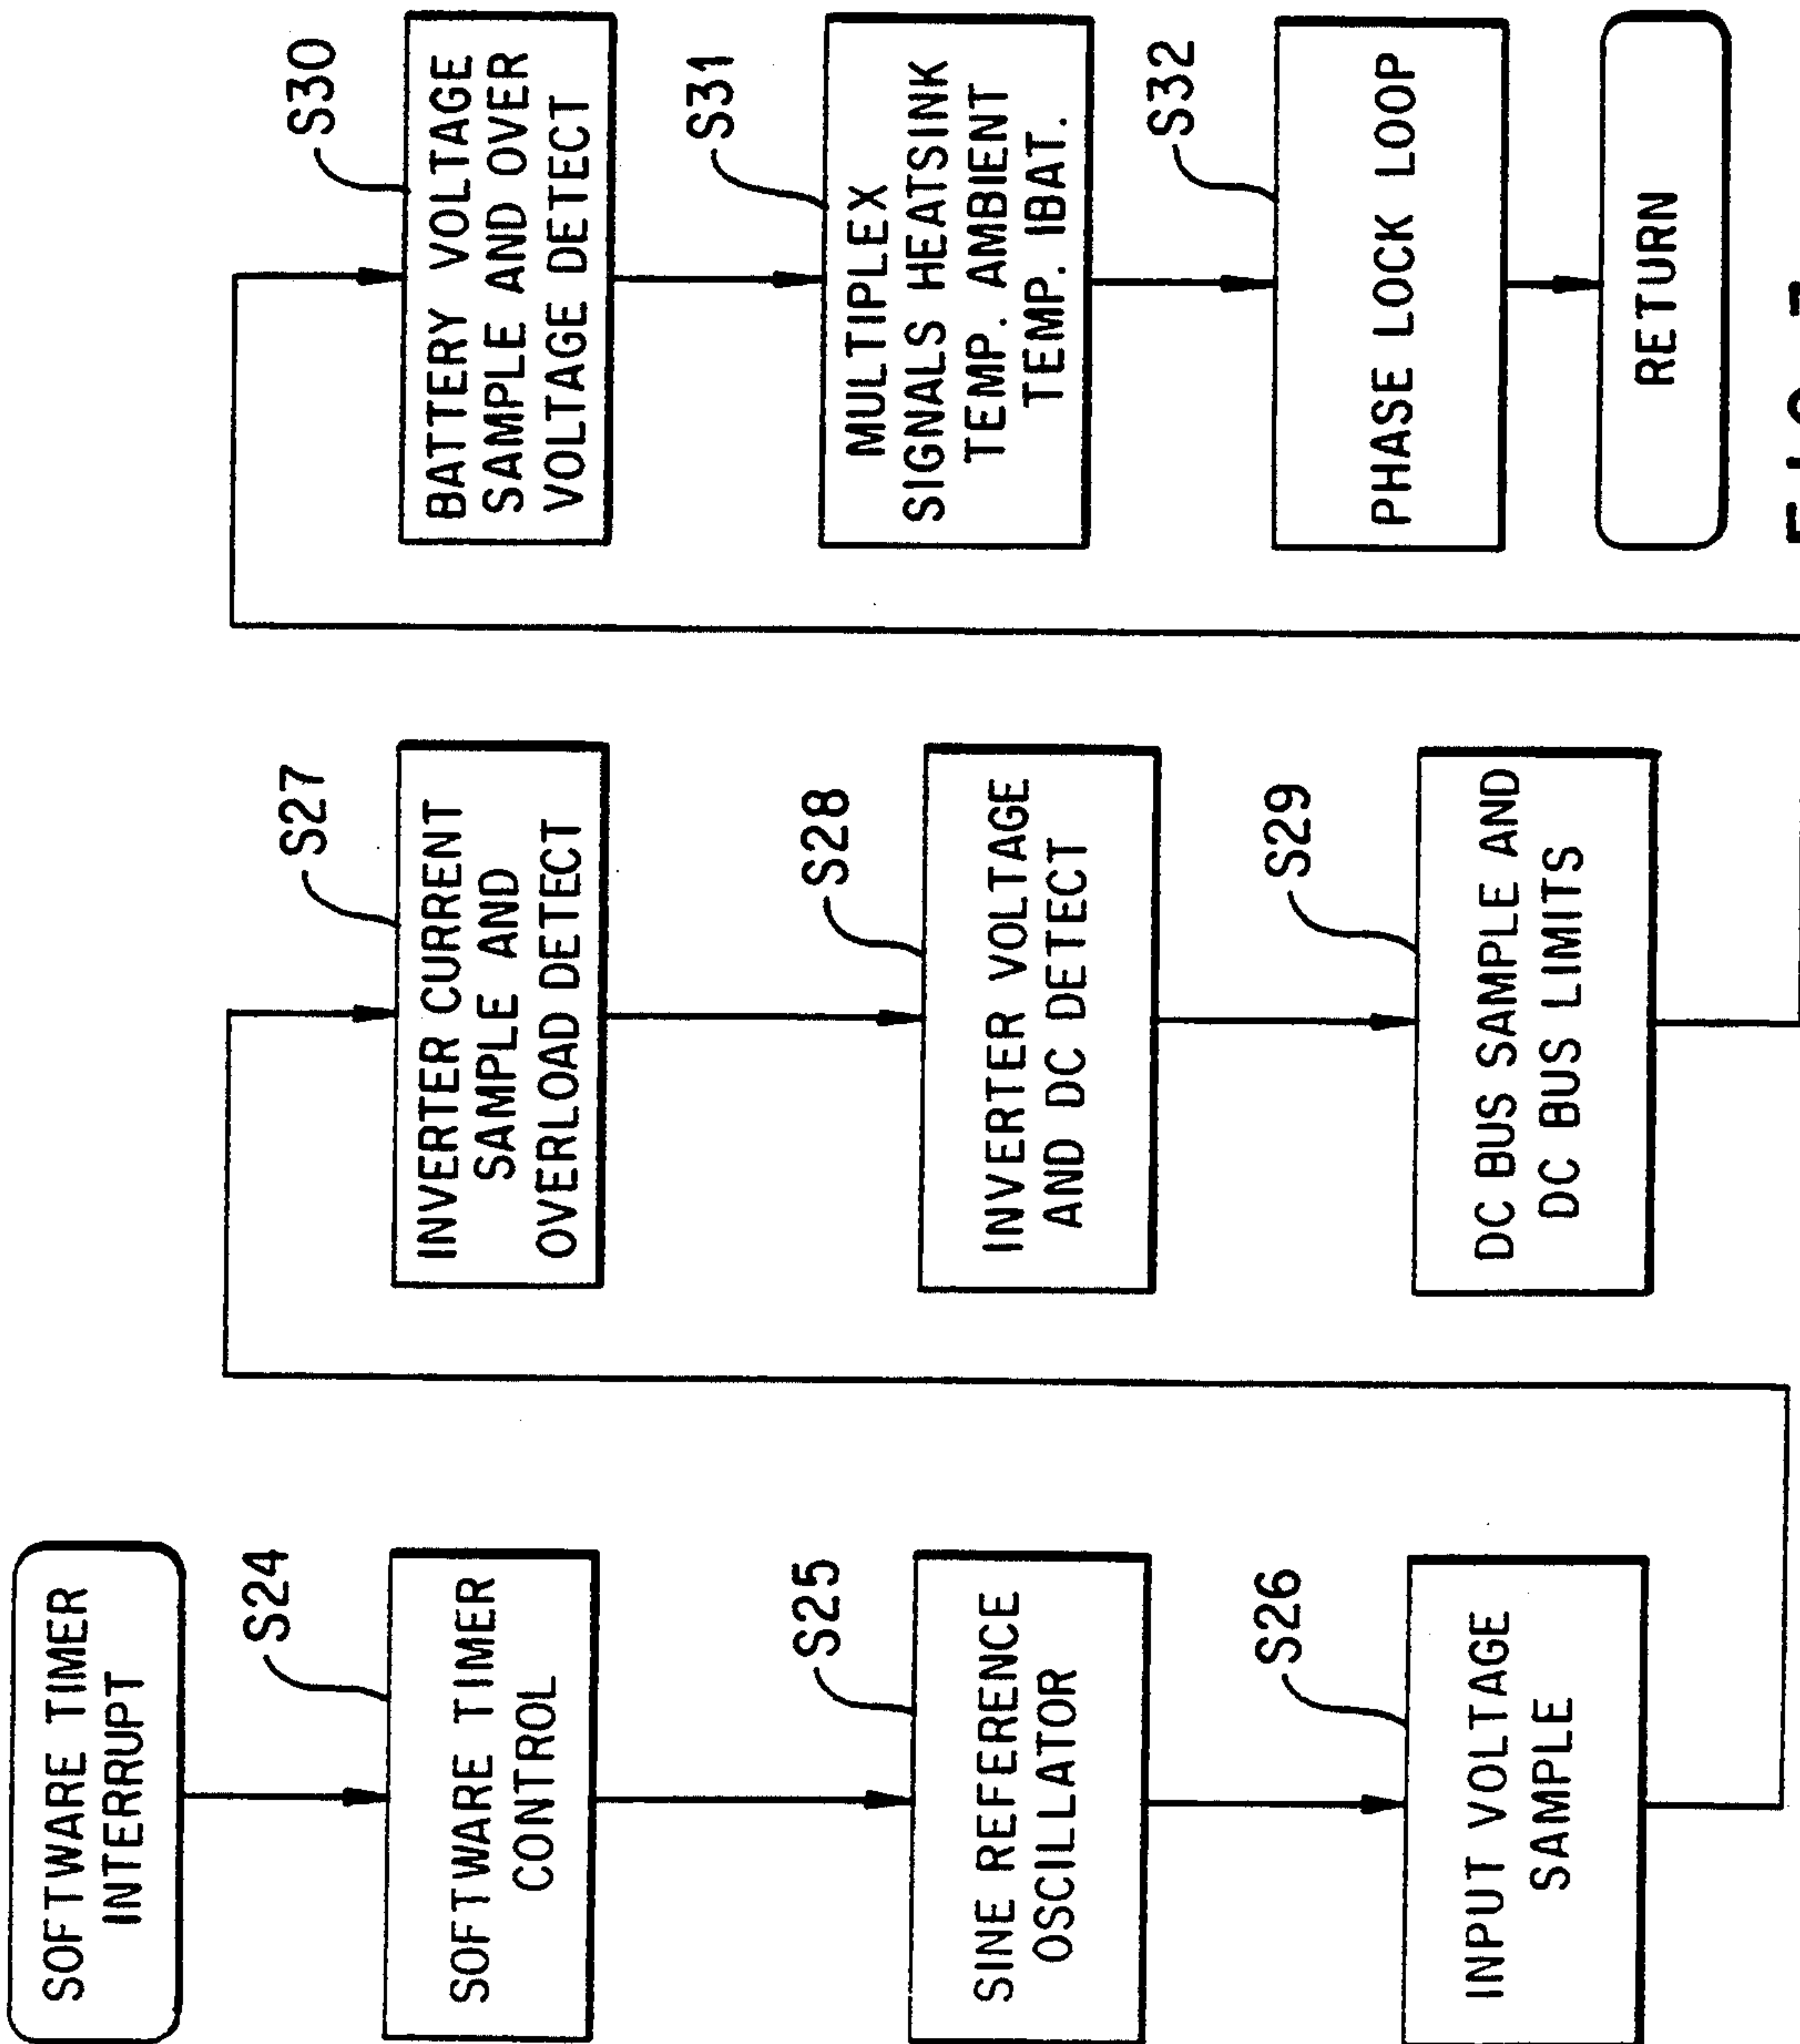 SOFTWARE TIMER
INTERRUPT
S24
SOFTWARE TIMER
CONTROL
S25
SINE REFERENCE
OSCILLATOR
S26
INPUT VOLTAGE
SAMPLE
S27
INVERTER CURRENT
SAMPLE AND
OVERLOAD DETECT
S28
INVERTER VOLTAGE
AND DC DETECT
S29
DC BUS SAMPLE AND
DC BUS LIMITS
S30
BATTERY VOLTAGE
SAMPLE AND OVER
VOLTAGE DETECT
S31
MULTIPLEX
SIGNALS HEATSINK
TEMP. AMBIENT
TEMP. IBAT.
S32
PHASE LOCK LOOP
RETURN